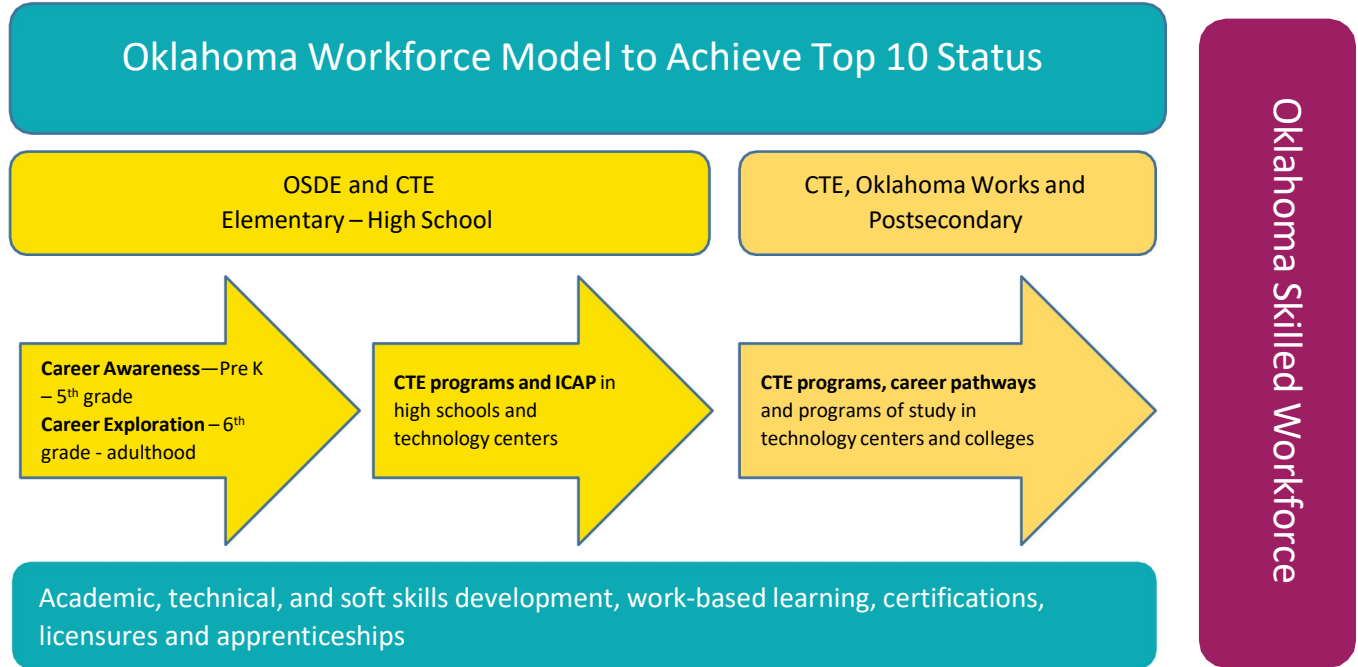 Oklahoma Workforce Model to Achieve Top 10 Status
OSDE and CTE
Elementary – High School
CTE, Oklahoma Works and
Postsecondary
Career Awareness—Pre K
– 5th grade
Career Exploration – 6th
grade - adulthood
CTE programs and ICAP in
high schools and
technology centers
CTE programs, career pathways
and programs of study in
technology centers and colleges
Academic, technical, and soft skills development, work-based learning, certifications,
licensures and apprenticeships
Oklahoma Skilled Workforce